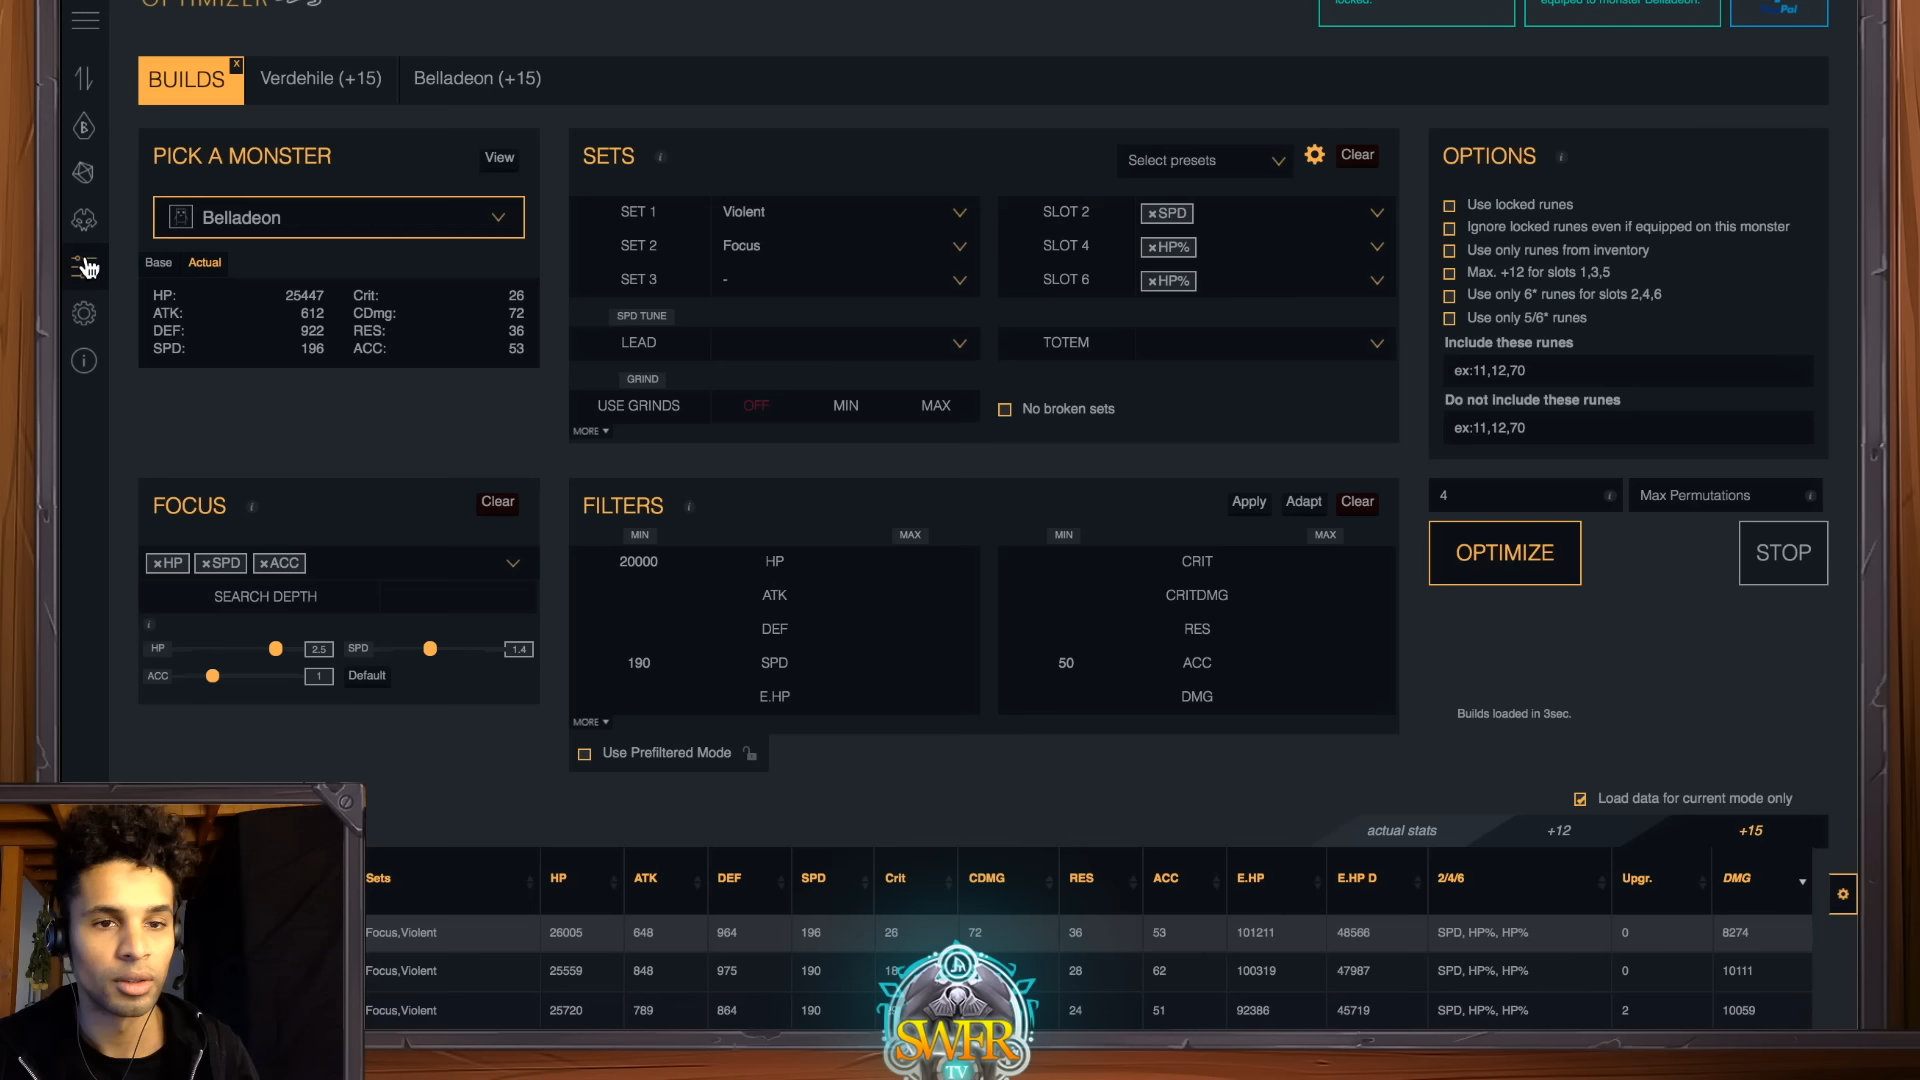 OPTIMIZER
locked.
equiped to monster Belladeon.
PayPal
BUILDS x Verdehile (+15) Belladeon (+15)
PICK A MONSTER View
Belladeon
Base Actual
HP: 25447 Crit: 26
ATK: 612 CDmg: 72
DEF: 922 RES: 36
SPD: 196 ACC: 53
SETS i Select presets Clear
SET 1 Violent SLOT 2 ×SPD
SET 2 Focus SLOT 4 ×HP%
SET 3 - SLOT 6 ×HP%
SPD TUNE
LEAD TOTEM
GRIND
USE GRINDS OFF MIN MAX No broken sets
MORE
OPTIONS i
Use locked runes
Ignore locked runes even if equipped on this monster
Use only runes from inventory
Max. +12 for slots 1,3,5
Use only 6* runes for slots 2,4,6
Use only 5/6* runes
Include these runes
ex:11,12,70
Do not include these runes
ex:11,12,70
FOCUS i Clear
×HP ×SPD ×ACC
SEARCH DEPTH
i
HP 2.5 SPD 1.4
ACC 1 Default
FILTERS i Apply Adapt Clear
MIN MAX MIN MAX
20000 HP CRIT
ATK CRITDMG
DEF RES
190 SPD 50 ACC
E.HP DMG
MORE
Use Prefiltered Mode
4 i Max Permutations i
OPTIMIZE STOP
Builds loaded in 3sec.
Load data for current mode only
actual stats +12 +15
Sets HP ATK DEF SPD Crit CDMG RES ACC E.HP E.HP D 2/4/6 Upgr. DMG
Focus,Violent 26005 648 964 196 26 72 36 53 101211 48566 SPD, HP%, HP% 0 8274
Focus,Violent 25559 848 975 190 28 62 100319 47987 SPD, HP%, HP% 0 10111
Focus,Violent 25720 789 864 190 24 51 92386 45719 SPD, HP%, HP% 2 10059
SWFR
TV